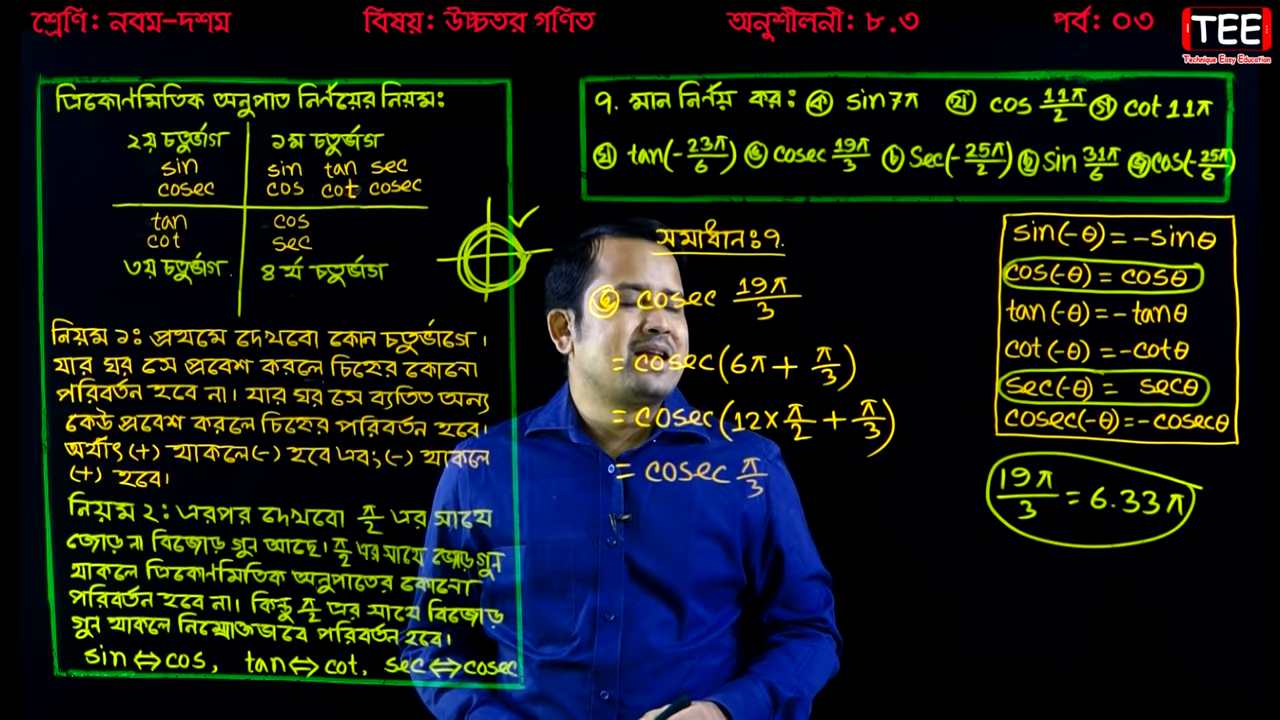 শ্রেণি: নবম-দশম বিষয়: উচ্চতর গণিত অনুশীলনী: ৮.৩ পর্ব: ০৩
TEE
Technique Easy Education
ত্রিকোণমিতিক অনুপাত নির্ণয়ের নিয়ম:
২য় চতুর্ভাগ ১ম চতুর্ভাগ
sin sin tan sec
cosec cos cot cosec
tan cos
cot sec
৩য় চতুর্ভাগ. ৪র্থ চতুর্ভাগ
নিয়ম ১: প্রথমে দেখবো কোন চতুর্ভাগে।
যার ঘর সে প্রবেশ করলে চিহ্নের কোনো
পরিবর্তন হবে না। যার ঘর সে ব্যতিত অন্য
কেউ প্রবেশ করলে চিহ্নের পরিবর্তন হবে।
অর্থাৎ (+) থাকলে (-) হবে এবং (-) থাকলে
(+) হবে।
নিয়ম ২: এরপর দেখবো π/2 এর সাথে
জোড় না বিজোড় গুন আছে। π/2 এর সাথে জোড় গুন
থাকলে ত্রিকোণমিতিক অনুপাতের কোনো
পরিবর্তন হবে না। কিন্তু π/2 এর সাথে বিজোড়
গুন থাকলে নিম্নোক্তভাবে পরিবর্তন হবে।
sin⇔cos, tan⇔cot, sec⇔cosec
৭. মান নির্ণয় কর: ক sin 7π খ cos 11π/2 গ cot 11π
ঘ tan(-23π/6) ঙ cosec 19π/3 চ Sec(-25π/2) ছ sin 31π/6 জ cos(-25π/6)
সমাধান: ৭.
ঙ cosec 19π/3
= cosec(6π + π/3)
= cosec(12×π/2 + π/3)
= cosec π/3
sin(-θ) = -sinθ
cos(-θ) = cosθ
tan(-θ) = -tanθ
cot(-θ) = -cotθ
sec(-θ) = secθ
cosec(-θ) = -cosecθ
19π/3 = 6.33π